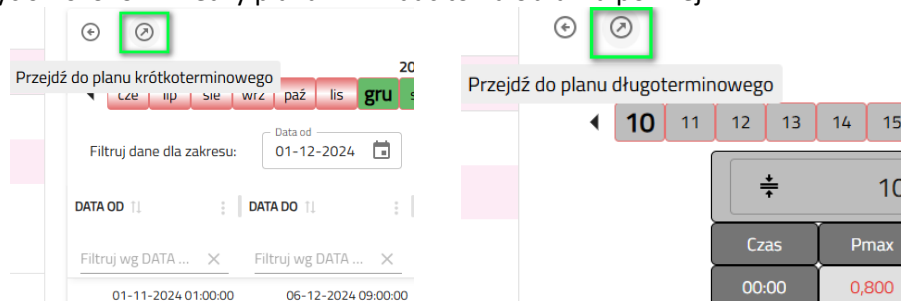 Przejdź do planu krótkoterminowego
20
cze lip sie wrz paź lis gru
Filtruj dane dla zakresu:
Data od
01-12-2024
DATA OD
DATA DO
Filtruj wg DATA ...
Filtruj wg DATA ...
01-11-2024 01:00:00
06-12-2024 09:00:00
Przejdź do planu długoterminowego
10 11 12 13 14 15
10
Czas
Pmax
00:00
0,800